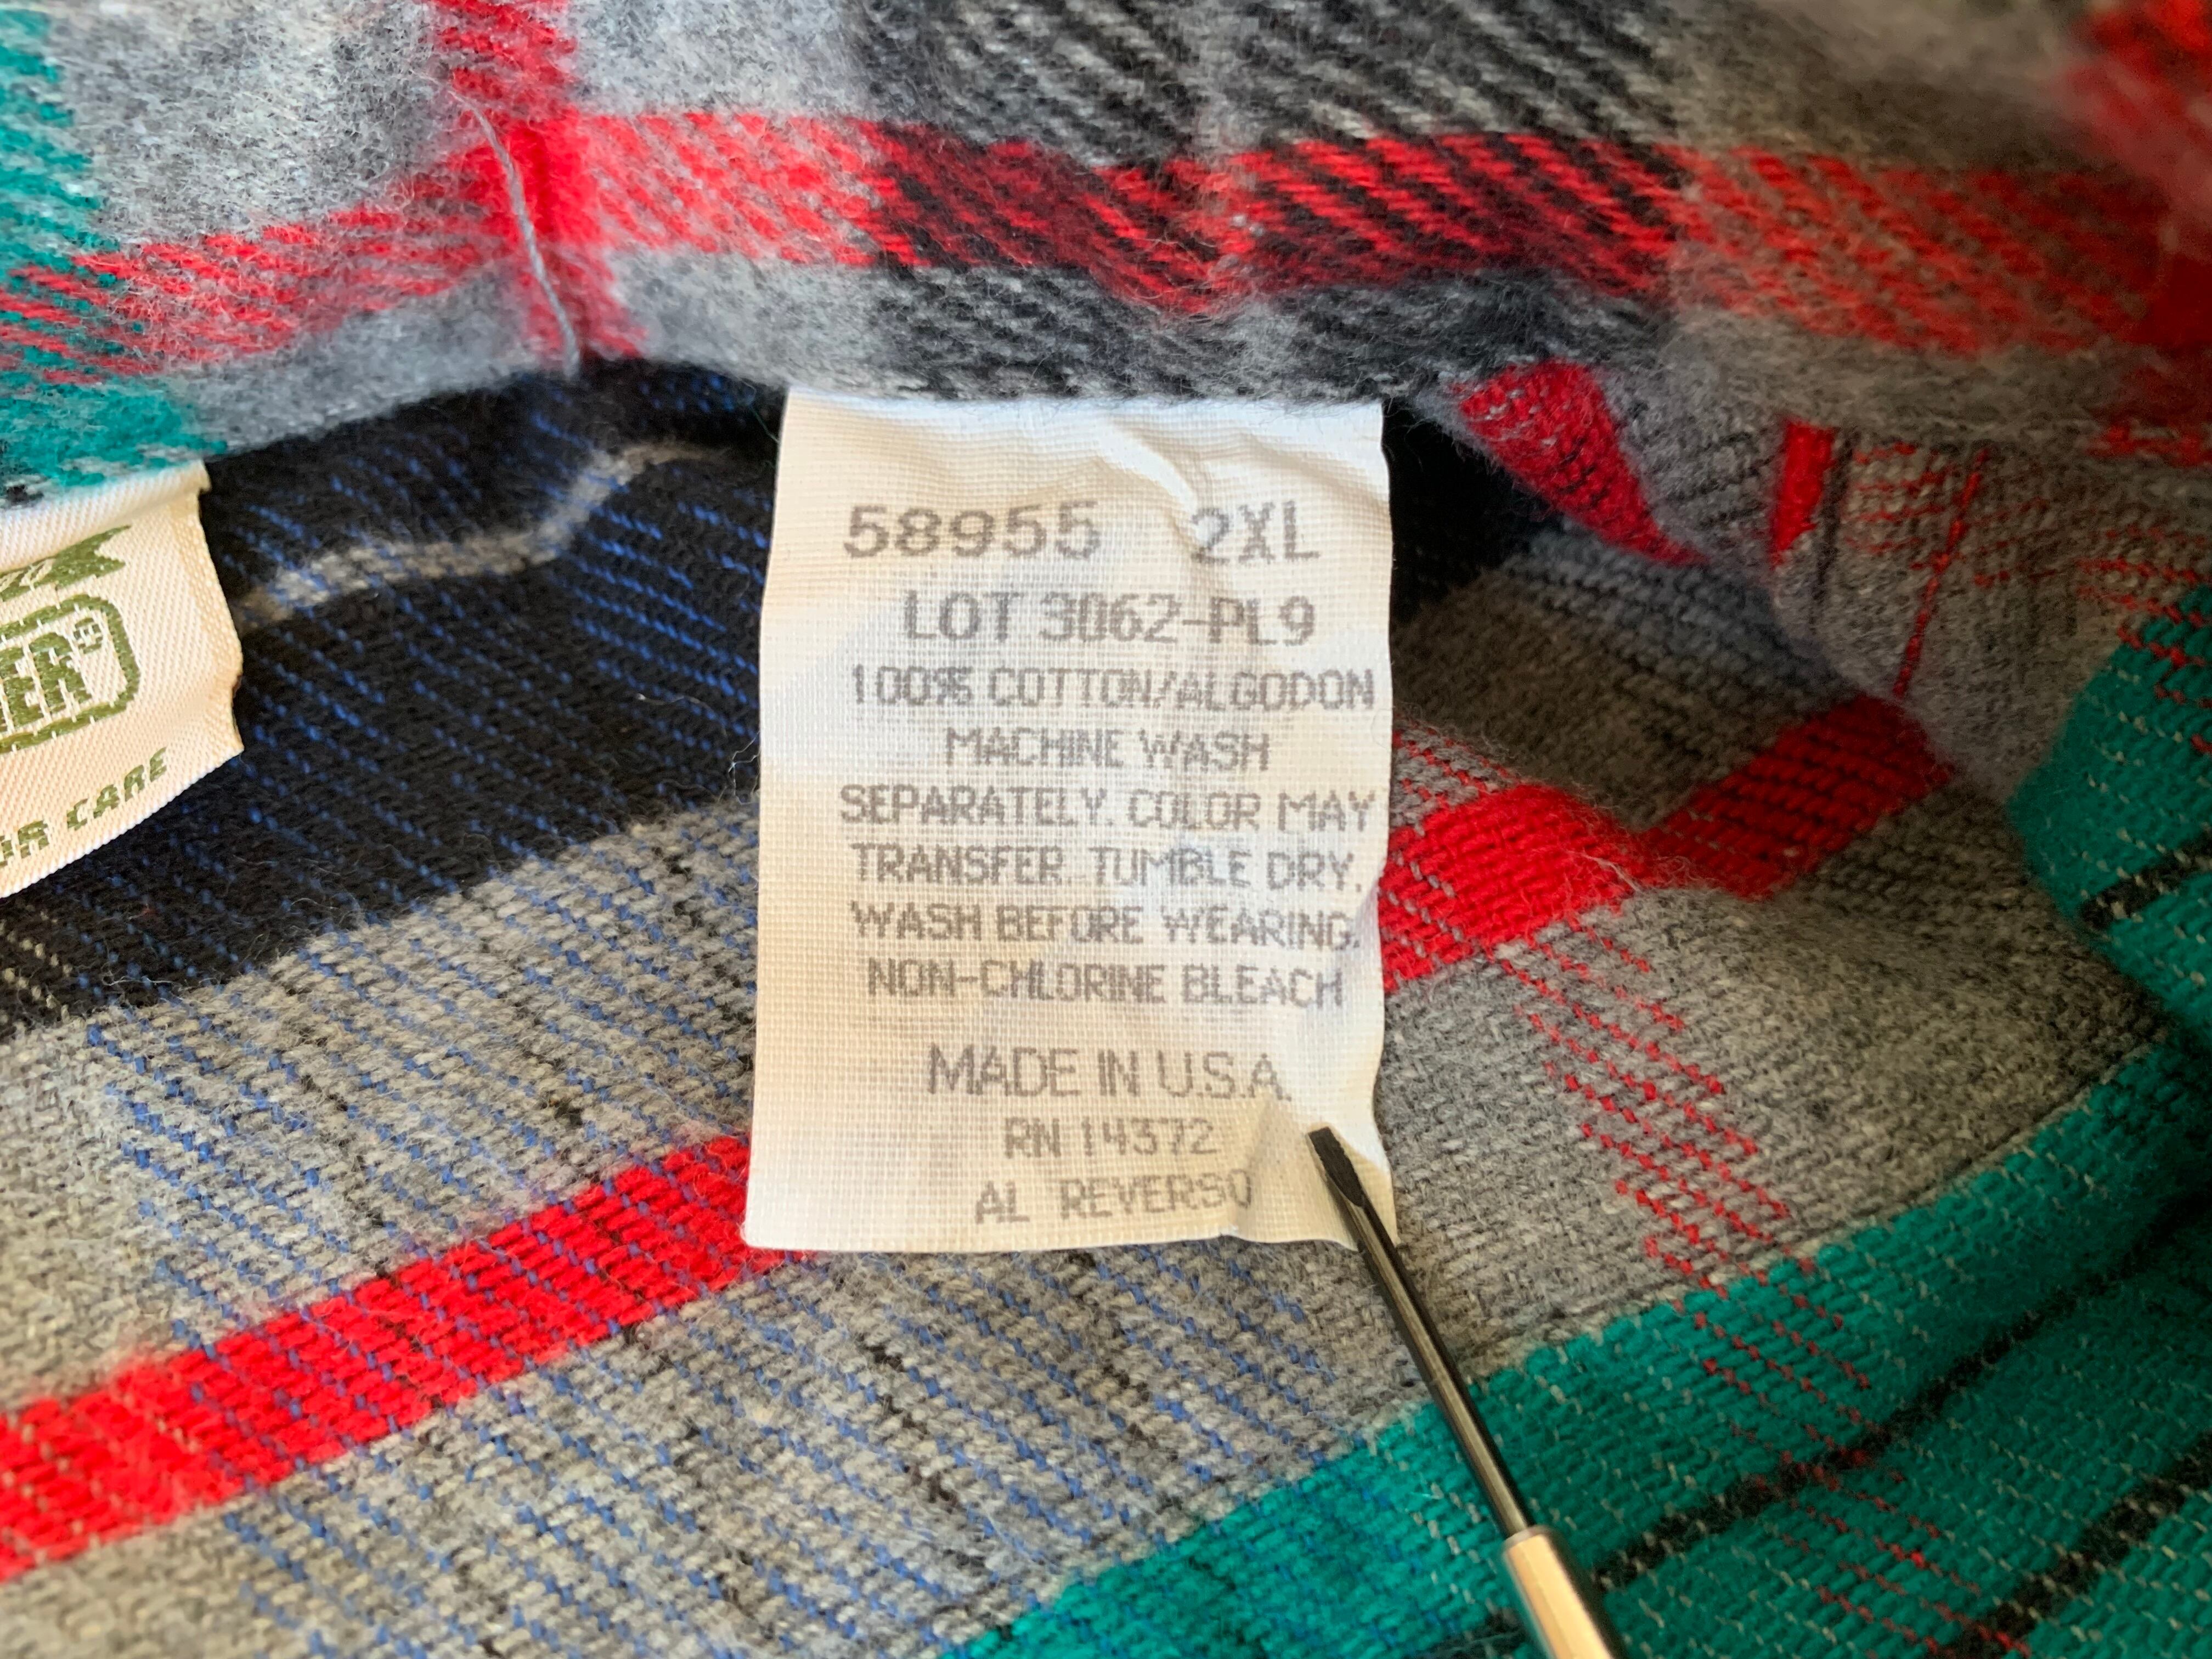 58955 2XL
LOT 3062-PL9
100% COTTON/ALGODON
MACHINE WASH
SEPARATELY. COLOR MAY
TRANSFER. TUMBLE DRY.
WASH BEFORE WEARING.
NON-CHLORINE BLEACH
MADE IN U.S.A.
RN 14372
AL REVERSO
CARE